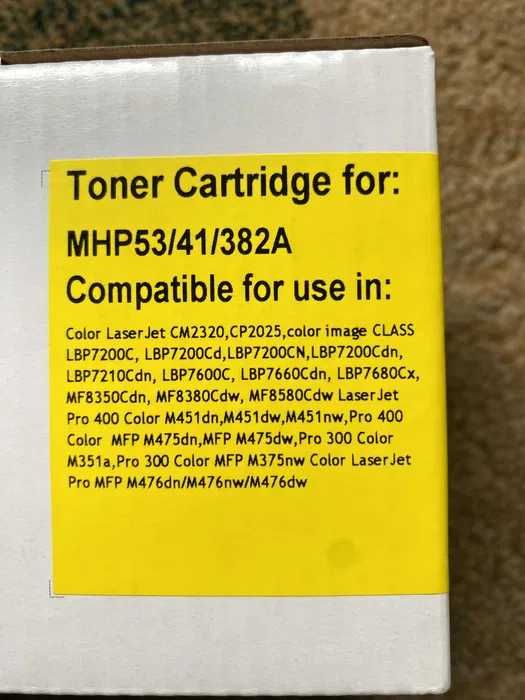 Toner Cartridge for:
MHP53/41/382A
Compatible for use in:
Color LaserJet CM2320,CP2025,color image CLASS
LBP7200C, LBP7200Cd,LBP7200CN,LBP7200Cdn,
LBP7210Cdn, LBP7600C, LBP7660Cdn, LBP7680Cx,
MF8350Cdn, MF8380Cdw, MF8580Cdw LaserJet
Pro 400 Color M451dn,M451dw,M451nw,Pro 400
Color MFP M475dn,MFP M475dw,Pro 300 Color
M351a,Pro 300 Color MFP M375nw Color LaserJet
Pro MFP M476dn/M476nw/M476dw